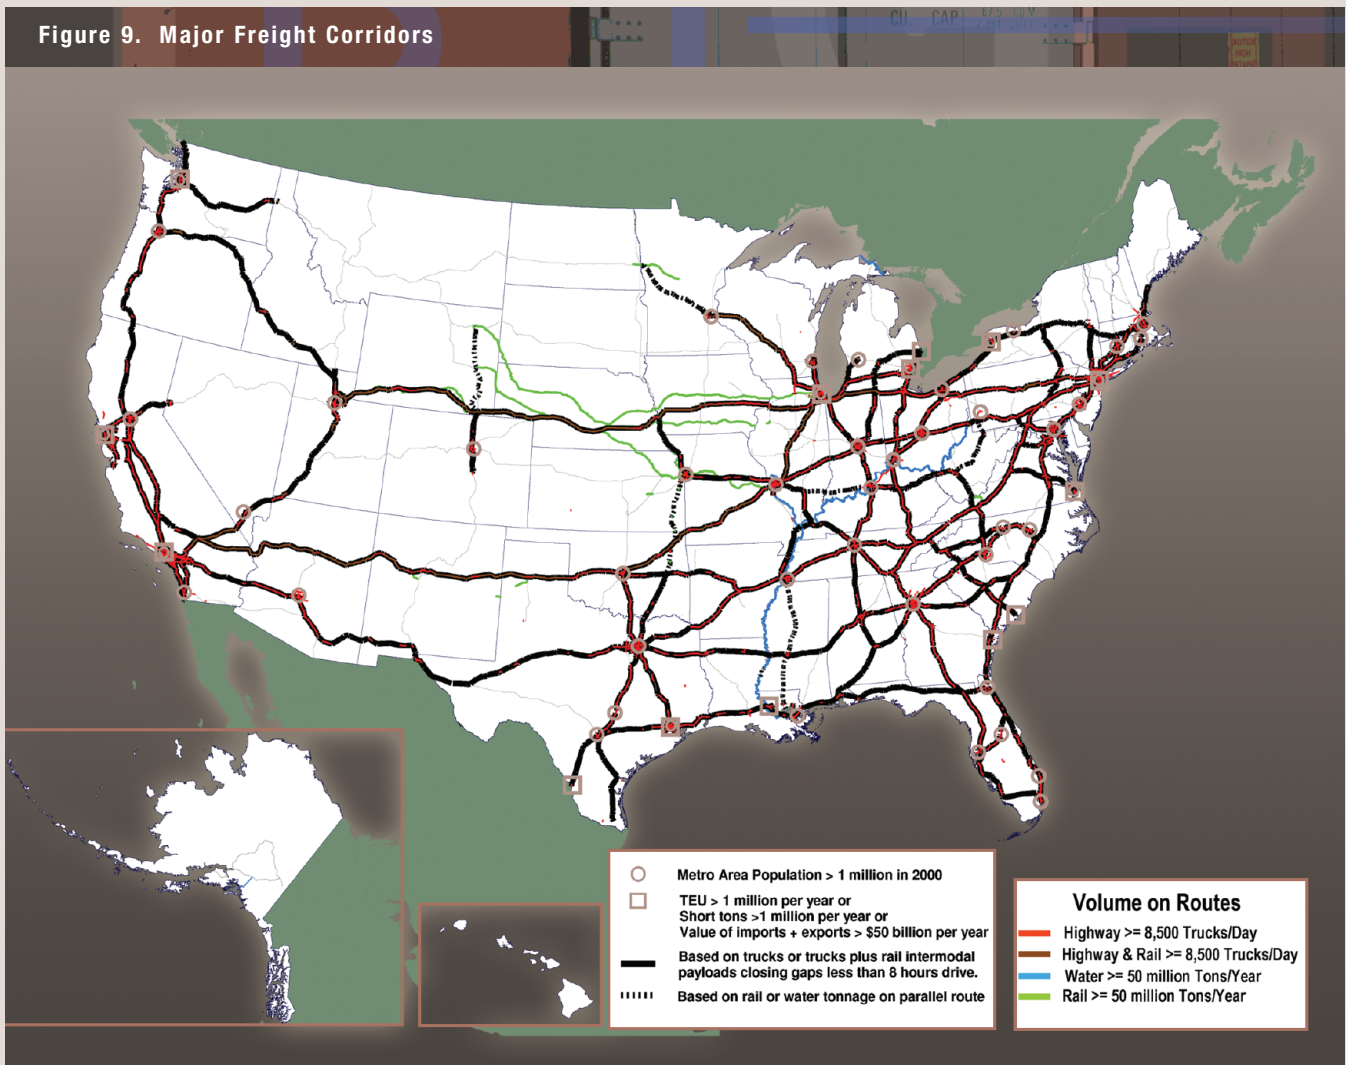 Figure 9. Major Freight Corridors
CU. CAP.
Metro Area Population > 1 million in 2000
TEU > 1 million per year or
Short tons >1 million per year or
Value of imports + exports > $50 billion per year
Based on trucks or trucks plus rail intermodal
payloads closing gaps less than 8 hours drive.
Based on rail or water tonnage on parallel route
Volume on Routes
Highway >= 8,500 Trucks/Day
Highway & Rail >= 8,500 Trucks/Day
Water >= 50 million Tons/Year
Rail >= 50 million Tons/Year